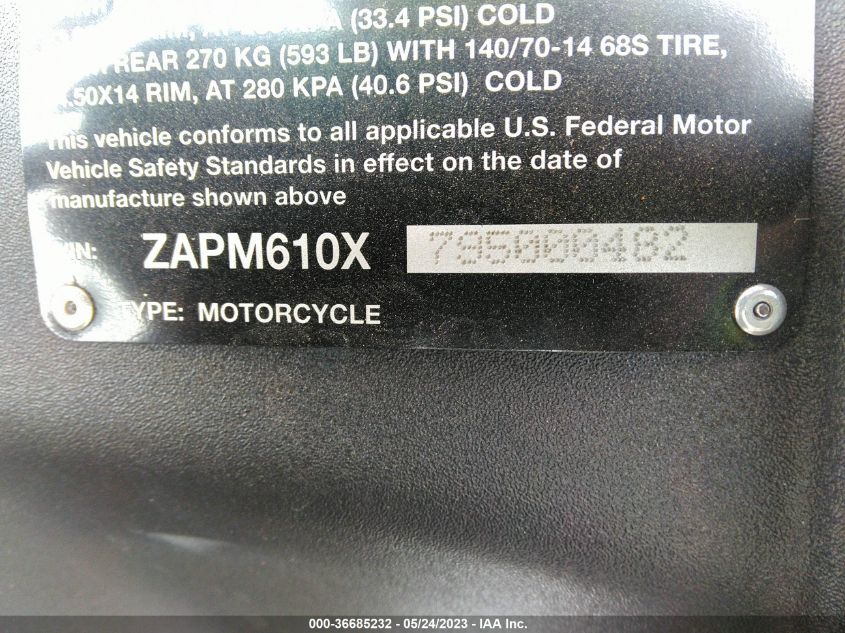 (33.4 PSI) COLD
REAR 270 KG (593 LB) WITH 140/70-14 68S TIRE,
50X14 RIM, AT 280 KPA (40.6 PSI) COLD
This vehicle conforms to all applicable U.S. Federal Motor
Vehicle Safety Standards in effect on the date of
manufacture shown above
VIN: ZAPM610X 795000482
TYPE: MOTORCYCLE
000-36685232 - 05/24/2023 - IAA Inc.